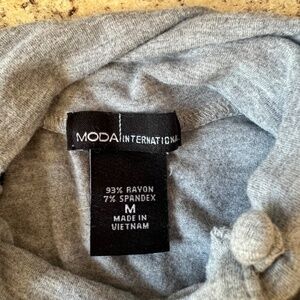 MODA INTERNATIONAL
93% RAYON
7% SPANDEX
M
MADE IN
VIETNAM